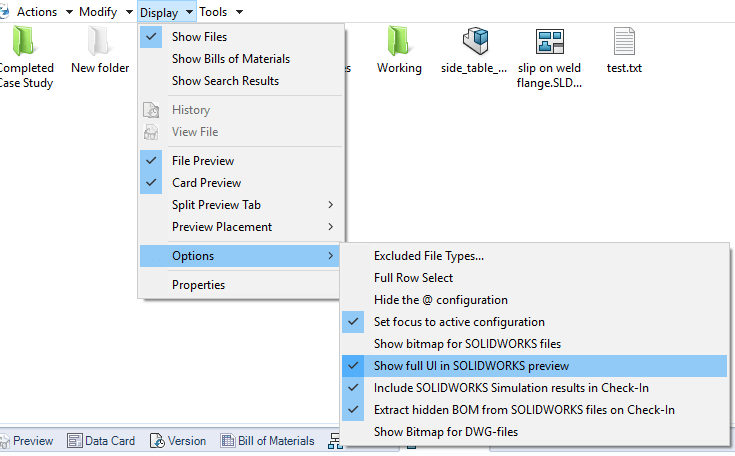 Actions Modify Display Tools
Completed
Case Study
New folder
es
Working
side_table_...
slip on weld
flange.SLD...
test.txt
Show Files
Show Bills of Materials
Show Search Results
History
View File
File Preview
Card Preview
Split Preview Tab
Preview Placement
Options
Properties
Excluded File Types...
Full Row Select
Hide the @ configuration
Set focus to active configuration
Show bitmap for SOLIDWORKS files
Show full UI in SOLIDWORKS preview
Include SOLIDWORKS Simulation results in Check-In
Extract hidden BOM from SOLIDWORKS files on Check-In
Show Bitmap for DWG-files
Preview Data Card Version Bill of Materials